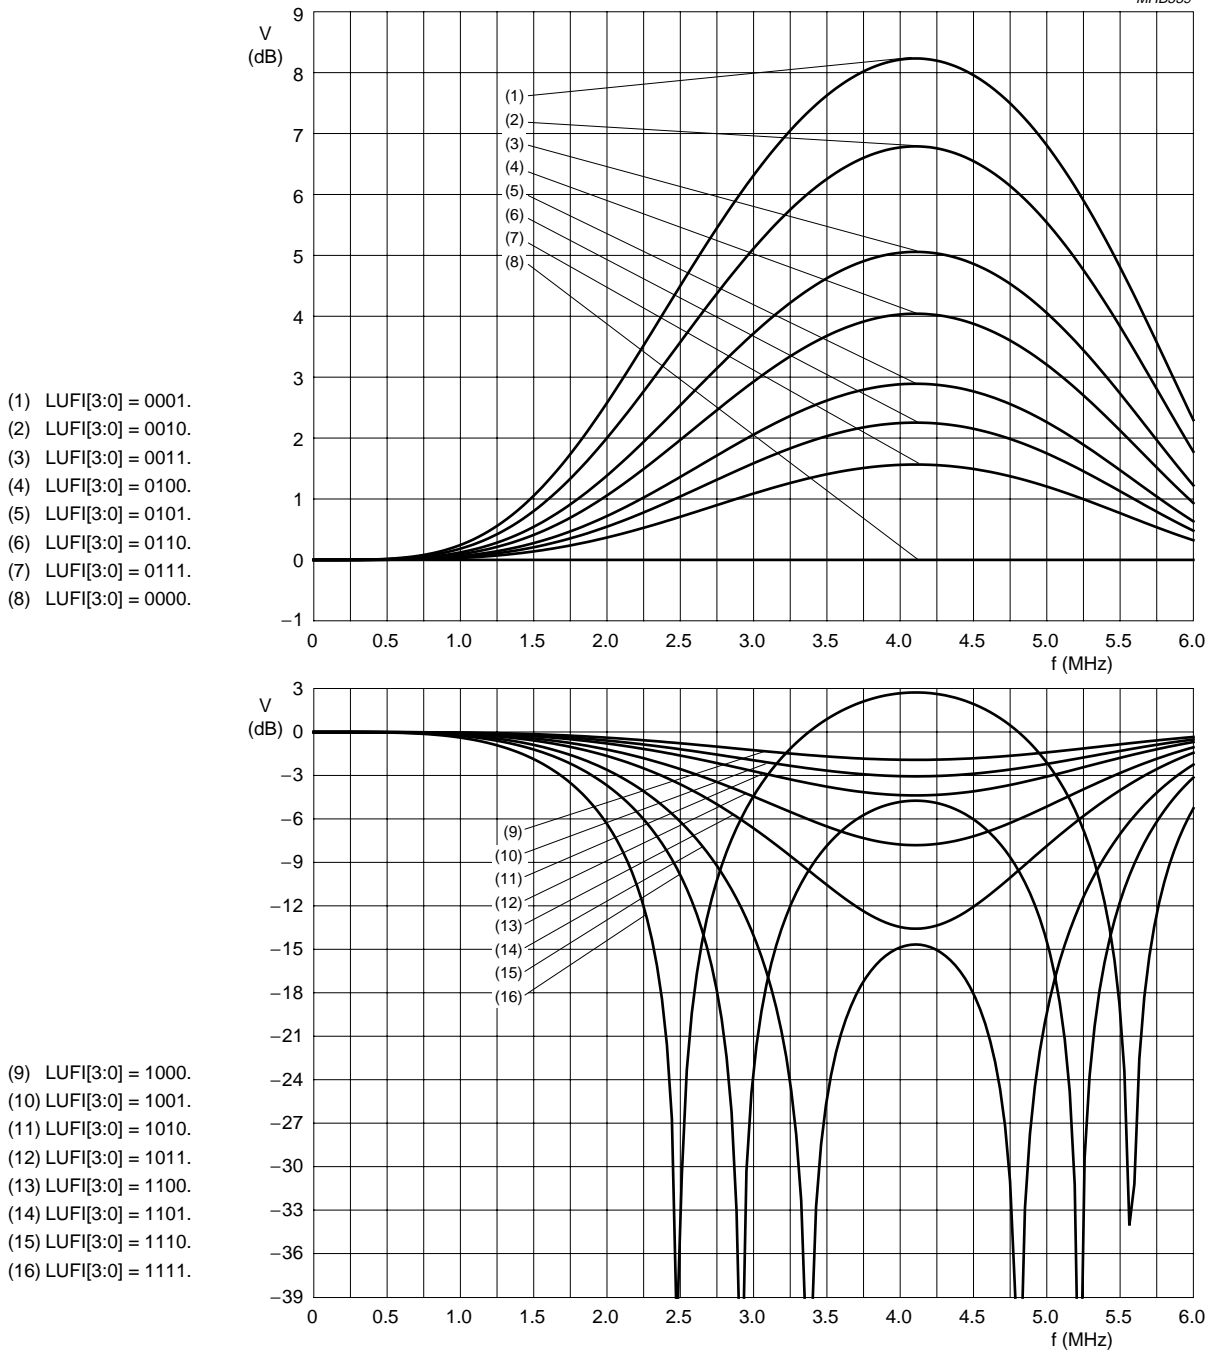 9
V
(dB)
8
7
6
5
4
3
2
1
0
−1
(1)
(2)
(3)
(4)
(5)
(6)
(7)
(8)
(1) LUFI[3:0] = 0001.
(2) LUFI[3:0] = 0010.
(3) LUFI[3:0] = 0011.
(4) LUFI[3:0] = 0100.
(5) LUFI[3:0] = 0101.
(6) LUFI[3:0] = 0110.
(7) LUFI[3:0] = 0111.
(8) LUFI[3:0] = 0000.
0 0.5 1.0 1.5 2.0 2.5 3.0 3.5 4.0 4.5 5.0 5.5 6.0
f (MHz)
3
V
(dB)
0
−3
−6
−9
−12
−15
−18
−21
−24
−27
−30
−33
−36
−39
(9)
(10)
(11)
(12)
(13)
(14)
(15)
(16)
(9) LUFI[3:0] = 1000.
(10) LUFI[3:0] = 1001.
(11) LUFI[3:0] = 1010.
(12) LUFI[3:0] = 1011.
(13) LUFI[3:0] = 1100.
(14) LUFI[3:0] = 1101.
(15) LUFI[3:0] = 1110.
(16) LUFI[3:0] = 1111.
0 0.5 1.0 1.5 2.0 2.5 3.0 3.5 4.0 4.5 5.0 5.5 6.0
f (MHz)